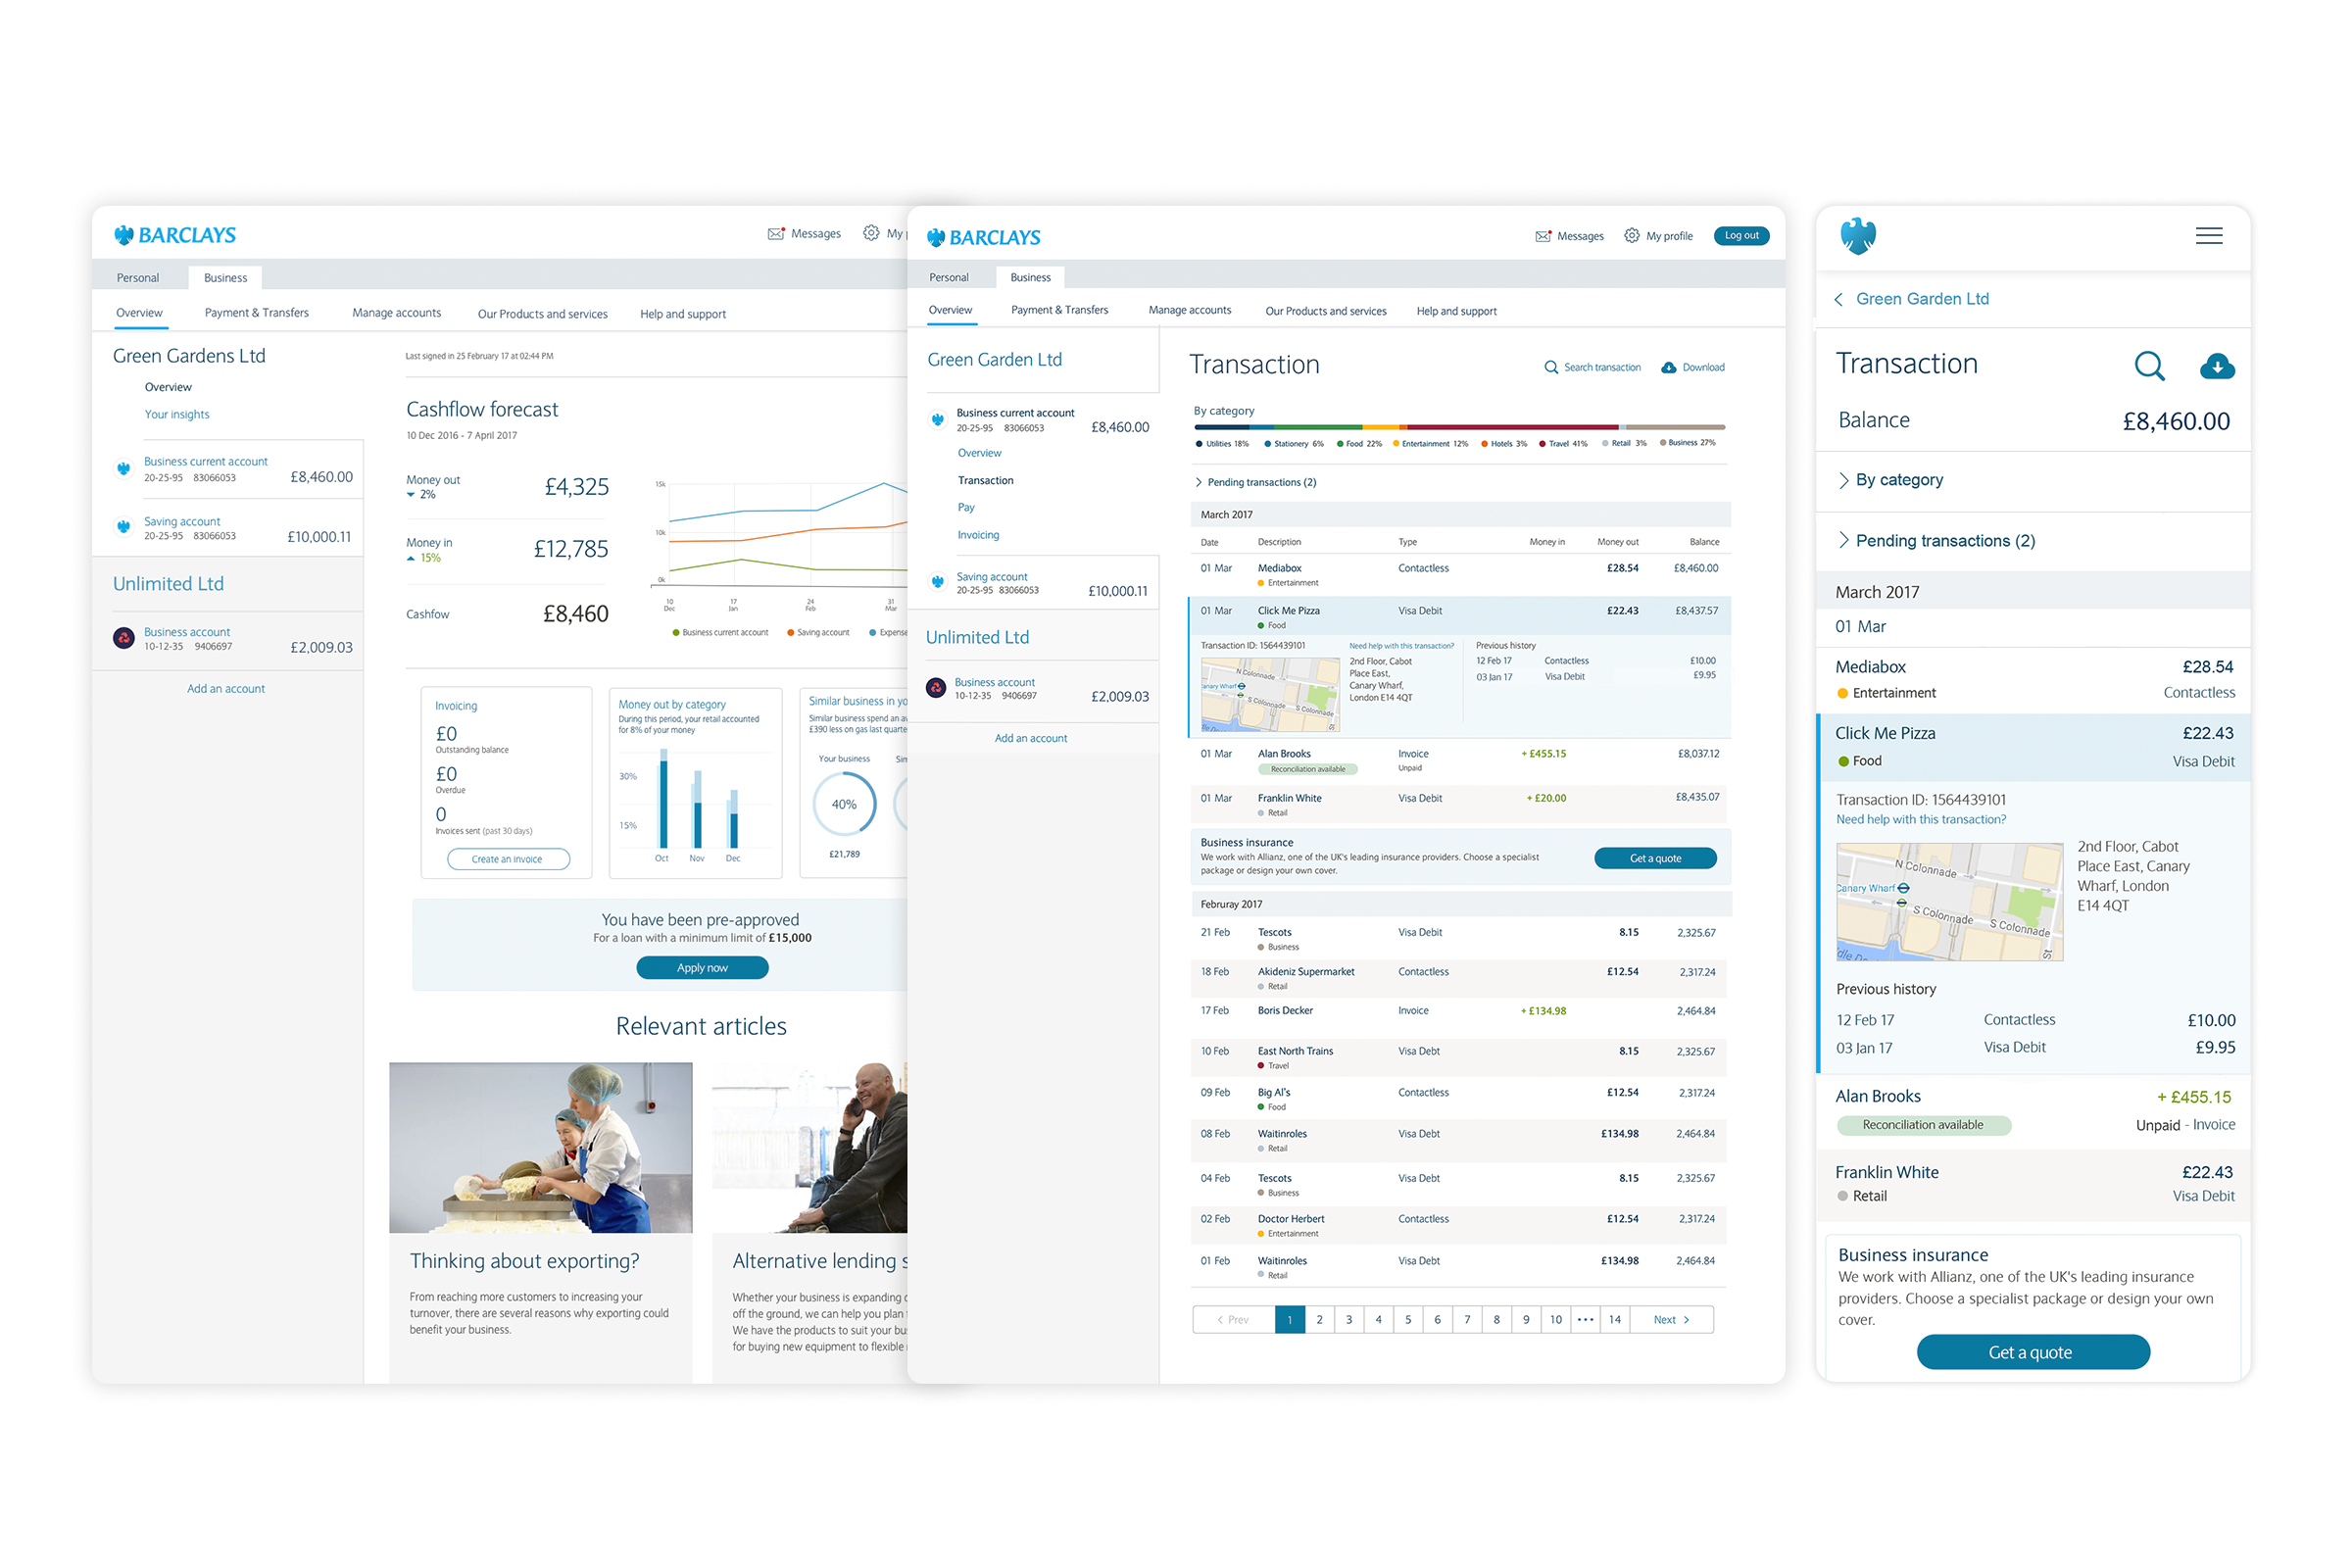 BARCLAYS
Messages
My p
Personal
Business
Overview
Payment & Transfers
Manage accounts
Our Products and services
Help and support
Green Gardens Ltd
Overview
Your insights
Business current account
20-25-95 83066053
£8,460.00
Saving account
20-25-95 83066053
£10,000.11
Unlimited Ltd
Business account
10-12-35 9406697
£2,009.03
Add an account
Last signed in 25 February 17 at 02:44 PM
Cashflow forecast
10 Dec 2016 - 7 April 2017
Money out
2%
£4,325
Money in
15%
£12,785
Cashfow
£8,460
15k
10k
0k
10 Dec
17 Jan
24 Feb
31 Mar
Business current account
Saving account
Expense
Invoicing
£0
Outstanding balance
£0
Overdue
0
Invoices sent (past 30 days)
Create an invoice
Money out by category
During this period, your retail accounted
for 8% of your money
30%
15%
Oct
Nov
Dec
Similar business in yo
Similar business spend an av
£390 less on gas last quarte
Your business
Sim
40%
£21,789
You have been pre-approved
For a loan with a minimum limit of £15,000
Apply now
Relevant articles
Thinking about exporting?
From reaching more customers to increasing your
turnover, there are several reasons why exporting could
benefit your business.
Alternative lending s
Whether your business is expanding o
off the ground, we can help you plan f
We have the products to suit your bus
for buying new equipment to flexible
BARCLAYS
Messages
My profile
Log out
Personal
Business
Overview
Payment & Transfers
Manage accounts
Our Products and services
Help and support
Green Garden Ltd
Business current account
20-25-95 83066053
£8,460.00
Overview
Transaction
Pay
Invoicing
Saving account
20-25-95 83066053
£10,000.11
Unlimited Ltd
Business account
10-12-35 9406697
£2,009.03
Add an account
Transaction
Search transaction
Download
By category
Utilities 18%
Stationery 6%
Food 22%
Entertainment 12%
Hotels 3%
Travel 41%
Retail 3%
Business 27%
Pending transactions (2)
March 2017
Date Description Type Money in Money out Balance
01 Mar Mediabox Contactless £28.54 £8,460.00
Entertainment
01 Mar Click Me Pizza Visa Debit £22.43 £8,437.57
Food
Transaction ID: 1564439101
Need help with this transaction?
N Colonnade
Canary Wharf
S Colonnade
S Colonnade
2nd Floor, Cabot
Place East,
Canary Wharf,
London E14 4QT
Previous history
12 Feb 17 Contactless £10.00
03 Jan 17 Visa Debit £9.95
01 Mar Alan Brooks Invoice + £455.15 £8,037.12
Reconciliation available Unpaid
01 Mar Franklin White Visa Debit + £20.00 £8,435.07
Retail
Business insurance
We work with Allianz, one of the UK's leading insurance providers. Choose a specialist
package or design your own cover.
Get a quote
Februray 2017
21 Feb Tescots Visa Debit 8.15 2,325.67
Business
18 Feb Akideniz Supermarket Contactless £12.54 2,317.24
Retail
17 Feb Boris Decker Invoice + £134.98 2,464.84
10 Feb East North Trains Visa Debt 8.15 2,325.67
Travel
09 Feb Big Al's Contactless £12.54 2,317.24
Food
08 Feb Waitinroles Visa Debt £134.98 2,464.84
Retail
04 Feb Tescots Visa Debt 8.15 2,325.67
Business
02 Feb Doctor Herbert Contactless £12.54 2,317.24
Entertainment
01 Feb Waitinroles Visa Debt £134.98 2,464.84
Retail
< Prev 1 2 3 4 5 6 7 8 9 10 ••• 14 Next >
Green Garden Ltd
Transaction
Balance £8,460.00
By category
Pending transactions (2)
March 2017
01 Mar
Mediabox £28.54
Entertainment Contactless
Click Me Pizza £22.43
Food Visa Debit
Transaction ID: 1564439101
Need help with this transaction?
N Colonnade
Canary Wharf
S Colonnade
S Colonnade
2nd Floor, Cabot
Place East, Canary
Wharf, London
E14 4QT
Previous history
12 Feb 17 Contactless £10.00
03 Jan 17 Visa Debit £9.95
Alan Brooks + £455.15
Reconciliation available Unpaid - Invoice
Franklin White £22.43
Retail Visa Debit
Business insurance
We work with Allianz, one of the UK's leading insurance
providers. Choose a specialist package or design your own
cover.
Get a quote